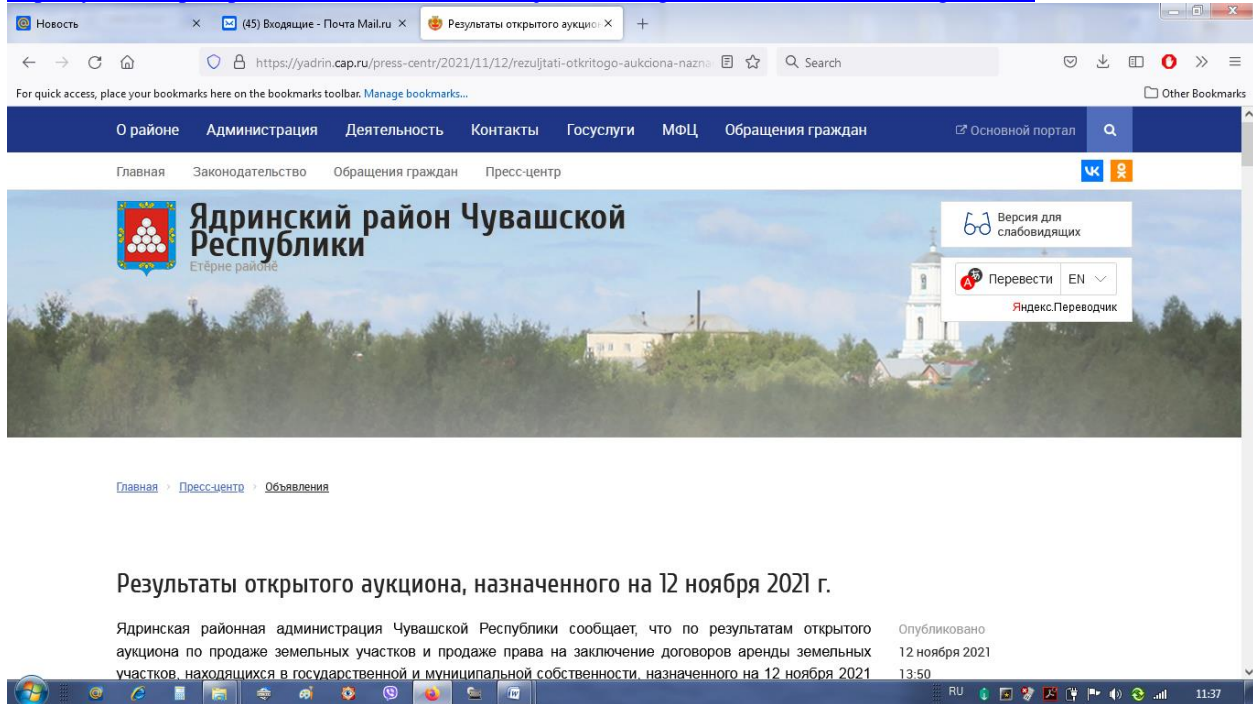 Новость
(45) Входящие - Почта Mail.ru
Результаты открытого аукцион
https://yadrin.cap.ru/press-centr/2021/11/12/rezuljtati-otkritogo-aukciona-nazna
Search
For quick access, place your bookmarks here on the bookmarks toolbar. Manage bookmarks...
Other Bookmarks
О районе Администрация Деятельность Контакты Госуслуги МФЦ Обращения граждан Основной портал
Главная Законодательство Обращения граждан Пресс-центр
Ядринский район Чувашской
Республики
Етĕрне районĕ
Версия для
слабовидящих
Перевести EN
Яндекс.Переводчик
Главная > Пресс-центр > Объявления
Результаты открытого аукциона, назначенного на 12 ноября 2021 г.
Ядринская районная администрация Чувашской Республики сообщает, что по результатам открытого
аукциона по продаже земельных участков и продаже права на заключение договоров аренды земельных
участков, находящихся в государственной и муниципальной собственности, назначенного на 12 ноября 2021
Опубликовано
12 ноября 2021
13:50
RU
11:37